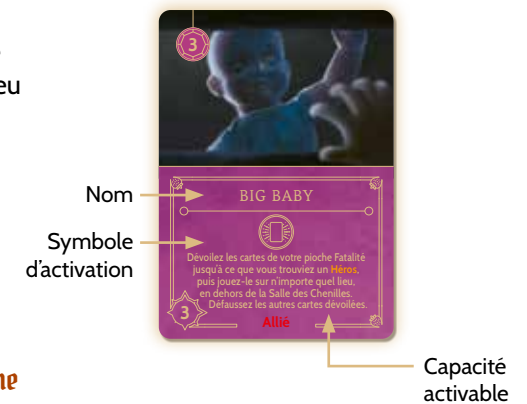 eu
3
Nom
BIG BABY
Symbole
d'activation
Dévoilez les cartes de votre pioche Fatalité
jusqu'à ce que vous trouviez un Héros,
puis jouez-le sur n'importe quel lieu,
en dehors de la Salle des Chenilles.
Défaussez les autres cartes dévoilées.
3
Allié
Capacité
activable
ne